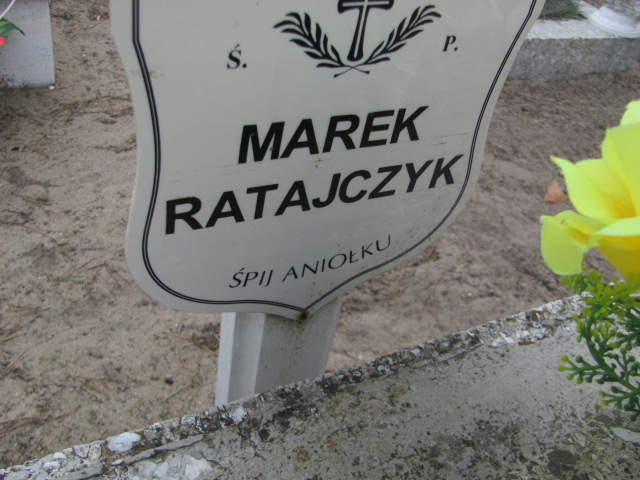 Ś. P.
MAREK
RATAJCZYK
ŚPIJ ANIOŁKU